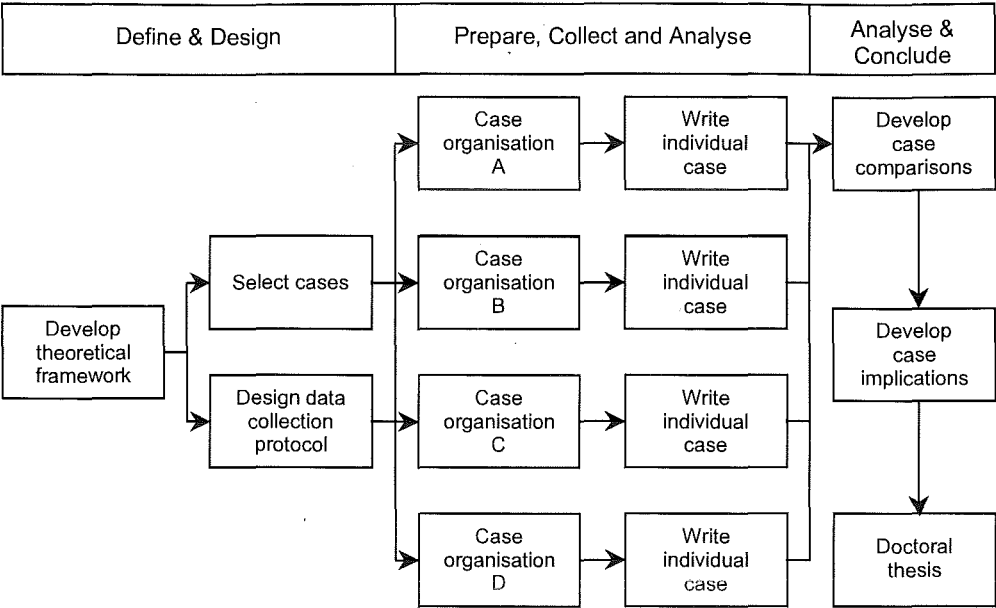 Define & Design
Prepare, Collect and Analyse
Analyse &
Conclude
Develop
theoretical
framework
Select cases
Design data
collection
protocol
Case
organisation
A
Case
organisation
B
Case
organisation
C
Case
organisation
D
Write
individual
case
Write
individual
case
Write
individual
case
Write
individual
case
Develop
case
comparisons
Develop
case
implications
Doctoral
thesis